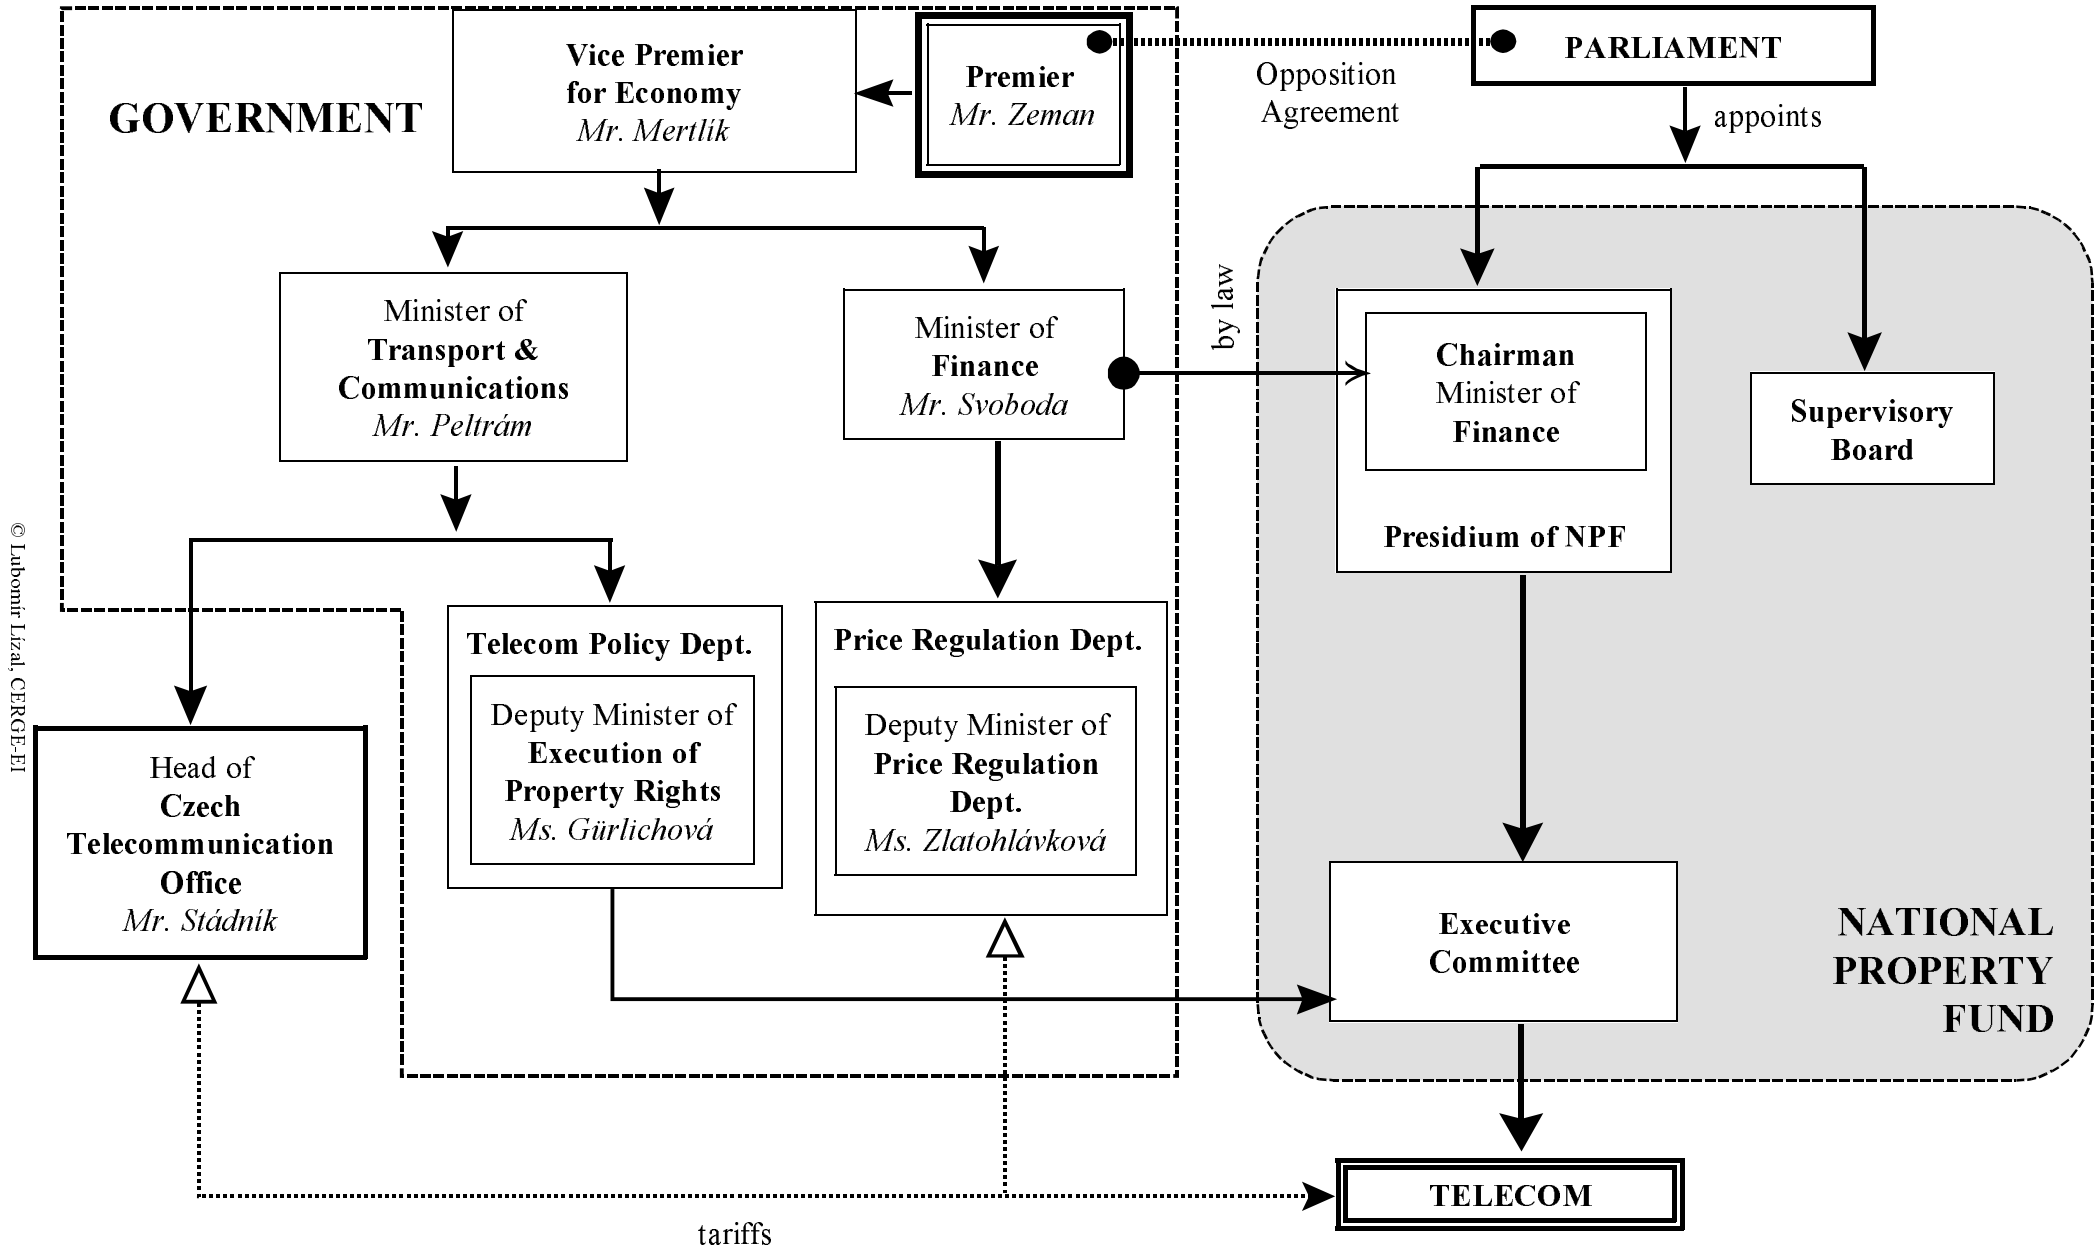 GOVERNMENT
Vice Premier
for Economy
Mr. Mertlík
Premier
Mr. Zeman
Opposition
Agreement
PARLIAMENT
appoints
Minister of
Transport &
Communications
Mr. Peltrám
Minister of
Finance
Mr. Svoboda
by law
Chairman
Minister of
Finance
Presidium of NPF
Supervisory
Board
© Lubomír Lízal, CERGE-EI
Head of
Czech
Telecommunication
Office
Mr. Stádník
Telecom Policy Dept.
Deputy Minister of
Execution of
Property Rights
Ms. Gürlichová
Price Regulation Dept.
Deputy Minister of
Price Regulation
Dept.
Ms. Zlatohlávková
Executive
Committee
NATIONAL
PROPERTY
FUND
TELECOM
tariffs